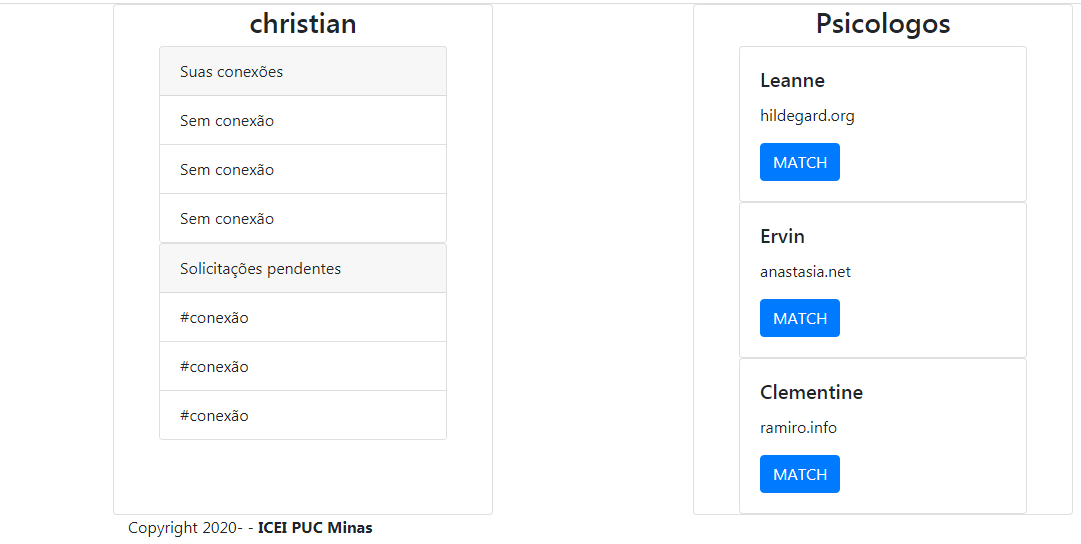 christian
Suas conexões
Sem conexão
Sem conexão
Sem conexão
Solicitações pendentes
#conexão
#conexão
#conexão
Psicologos
Leanne
hildegard.org
MATCH
Ervin
anastasia.net
MATCH
Clementine
ramiro.info
MATCH
Copyright 2020- - ICEI PUC Minas